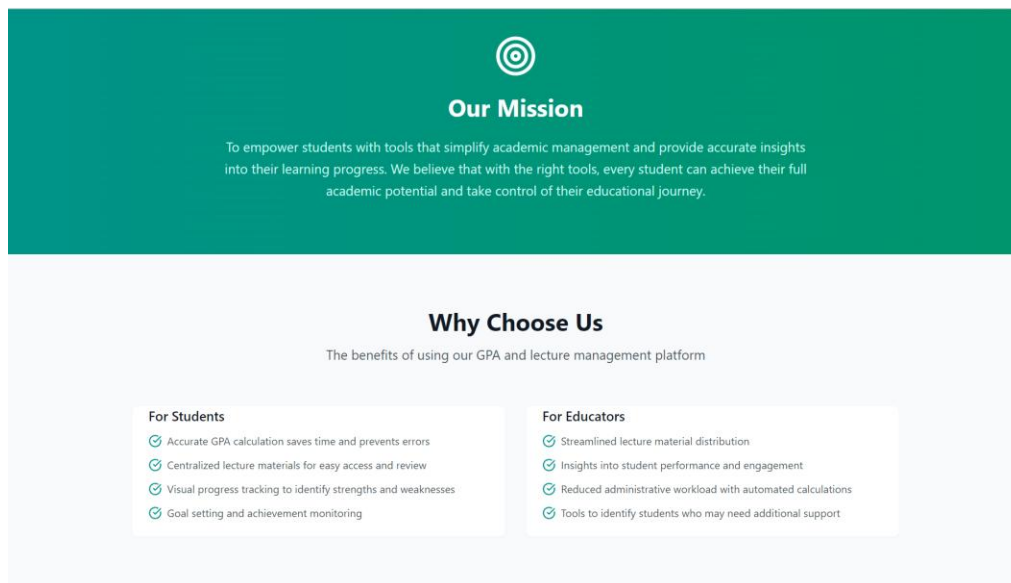 Our Mission
To empower students with tools that simplify academic management and provide accurate insights
into their learning progress. We believe that with the right tools, every student can achieve their full
academic potential and take control of their educational journey.
Why Choose Us
The benefits of using our GPA and lecture management platform
For Students
Accurate GPA calculation saves time and prevents errors
Centralized lecture materials for easy access and review
Visual progress tracking to identify strengths and weaknesses
Goal setting and achievement monitoring
For Educators
Streamlined lecture material distribution
Insights into student performance and engagement
Reduced administrative workload with automated calculations
Tools to identify students who may need additional support